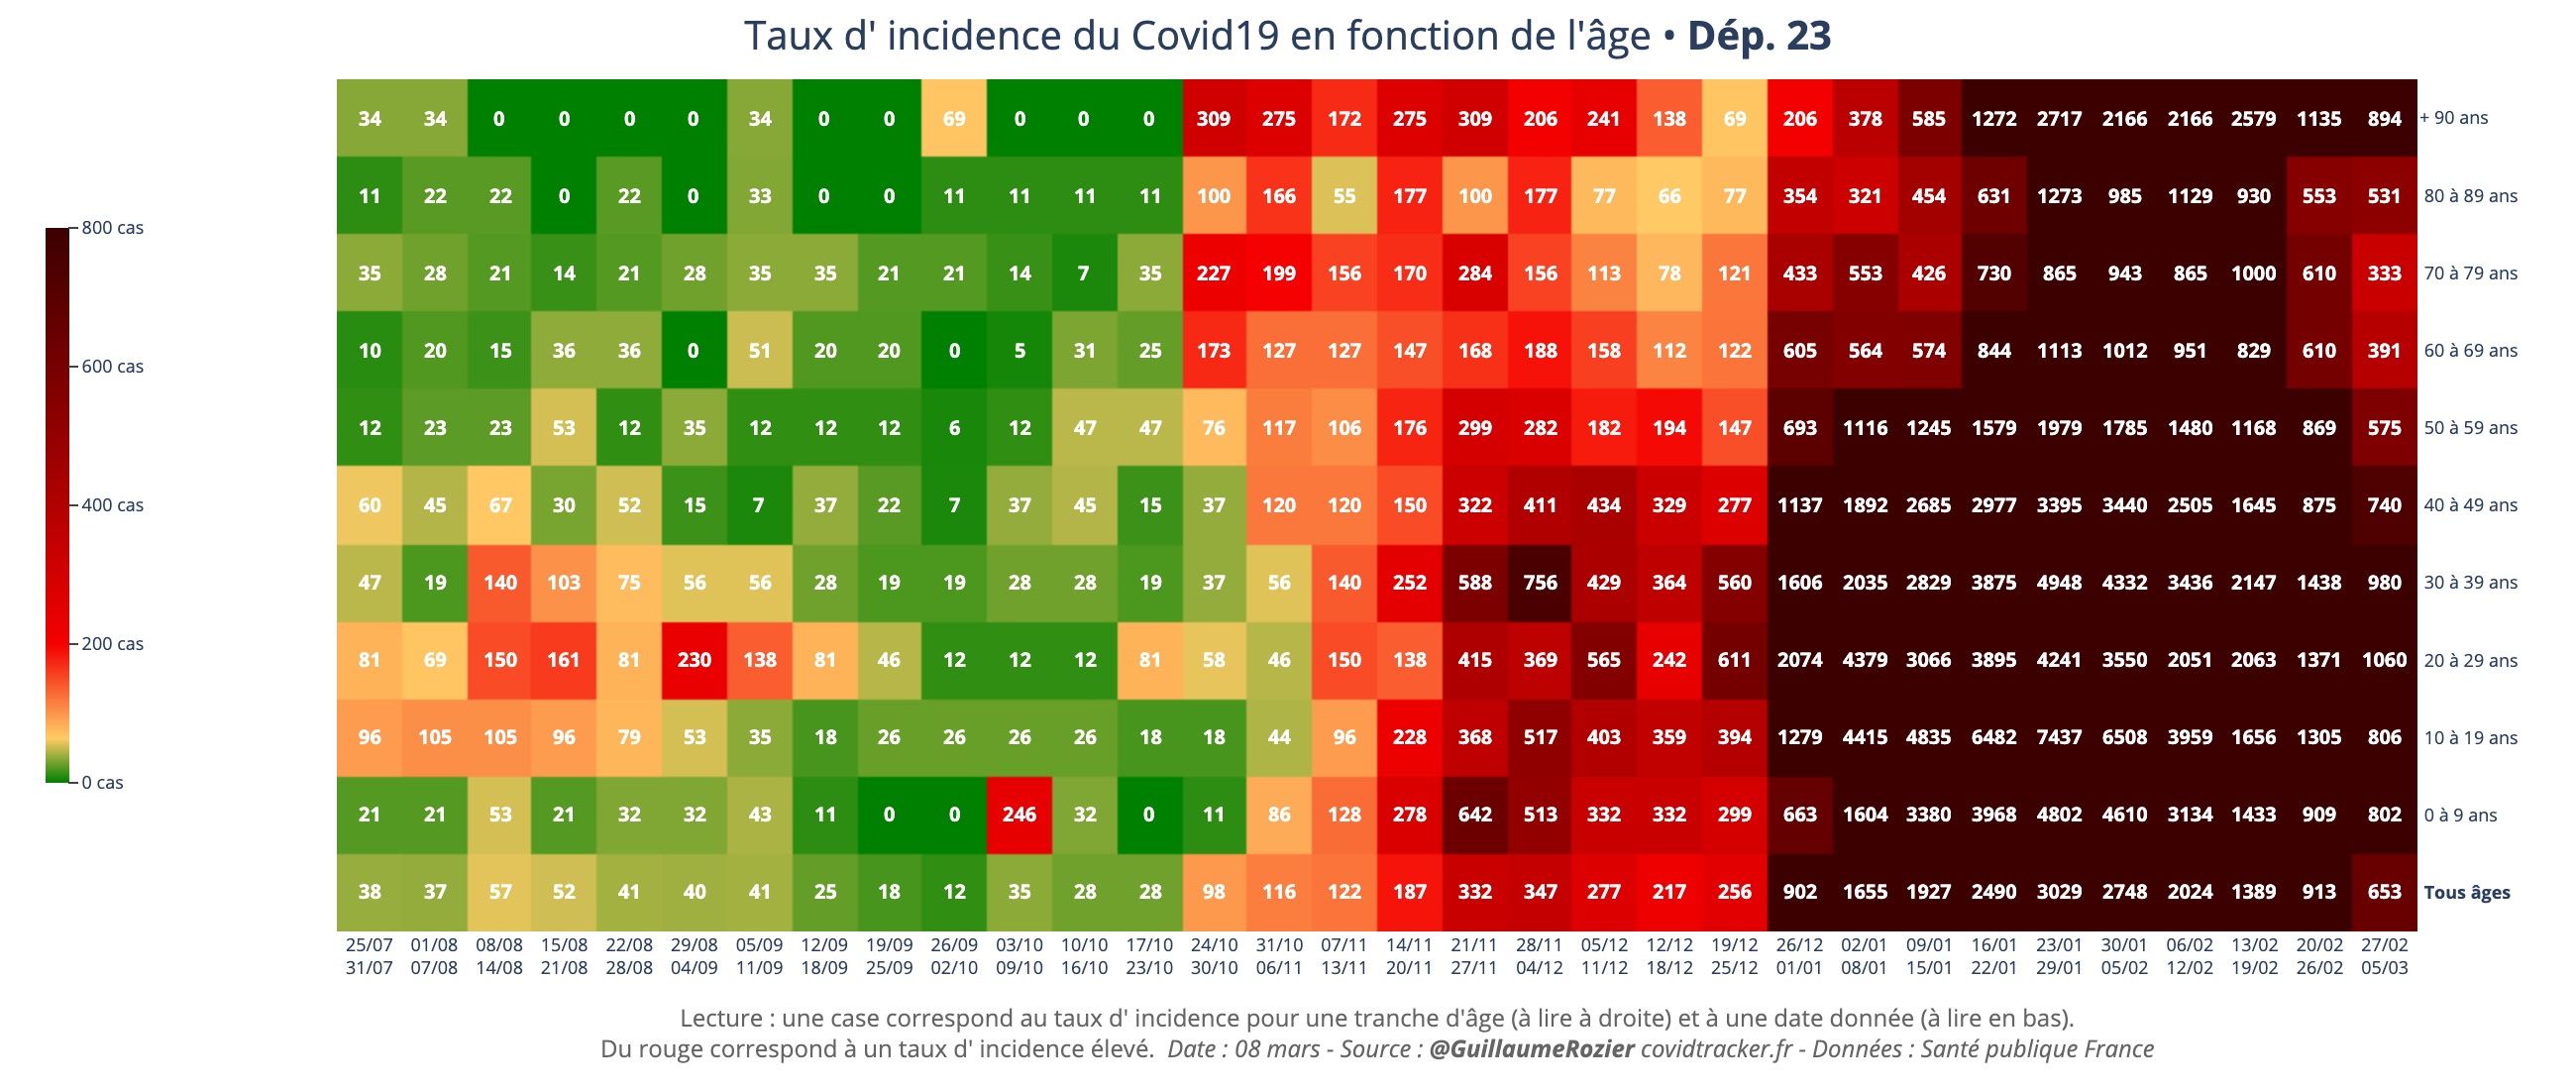 Taux d' incidence du Covid19 en fonction de l'âge • Dép. 23
800 cas
600 cas
400 cas
200 cas
0 cas
34 34 0 0 0 0 34 0 0 69 0 0 0 309 275 172 275 309 206 241 138 69 206 378 585 1272 2717 2166 2166 2579 1135 894 + 90 ans
11 22 22 0 22 0 33 0 0 11 11 11 11 100 166 55 177 100 177 77 66 77 354 321 454 631 1273 985 1129 930 553 531 80 à 89 ans
35 28 21 14 21 28 35 35 21 21 14 7 35 227 199 156 170 284 156 113 78 121 433 553 426 730 865 943 865 1000 610 333 70 à 79 ans
10 20 15 36 36 0 51 20 20 0 5 31 25 173 127 127 147 168 188 158 112 122 605 564 574 844 1113 1012 951 829 610 391 60 à 69 ans
12 23 23 53 12 35 12 12 12 6 12 47 47 76 117 106 176 299 282 182 194 147 693 1116 1245 1579 1979 1785 1480 1168 869 575 50 à 59 ans
60 45 67 30 52 15 7 37 22 7 37 45 15 37 120 120 150 322 411 434 329 277 1137 1892 2685 2977 3395 3440 2505 1645 875 740 40 à 49 ans
47 19 140 103 75 56 56 28 19 19 28 28 19 37 56 140 252 588 756 429 364 560 1606 2035 2829 3875 4948 4332 3436 2147 1438 980 30 à 39 ans
81 69 150 161 81 230 138 81 46 12 12 12 81 58 46 150 138 415 369 565 242 611 2074 4379 3066 3895 4241 3550 2051 2063 1371 1060 20 à 29 ans
96 105 105 96 79 53 35 18 26 26 26 26 18 18 44 96 228 368 517 403 359 394 1279 4415 4835 6482 7437 6508 3959 1656 1305 806 10 à 19 ans
21 21 53 21 32 32 43 11 0 0 246 32 0 11 86 128 278 642 513 332 332 299 663 1604 3380 3968 4802 4610 3134 1433 909 802 0 à 9 ans
38 37 57 52 41 40 41 25 18 12 35 28 28 98 116 122 187 332 347 277 217 256 902 1655 1927 2490 3029 2748 2024 1389 913 653 Tous âges
25/07 01/08 08/08 15/08 22/08 29/08 05/09 12/09 19/09 26/09 03/10 10/10 17/10 24/10 31/10 07/11 14/11 21/11 28/11 05/12 12/12 19/12 26/12 02/01 09/01 16/01 23/01 30/01 06/02 13/02 20/02 27/02
31/07 07/08 14/08 21/08 28/08 04/09 11/09 18/09 25/09 02/10 09/10 16/10 23/10 30/10 06/11 13/11 20/11 27/11 04/12 11/12 18/12 25/12 01/01 08/01 15/01 22/01 29/01 05/02 12/02 19/02 26/02 05/03
Lecture : une case correspond au taux d' incidence pour une tranche d'âge (à lire à droite) et à une date donnée (à lire en bas).
Du rouge correspond à un taux d' incidence élevé. Date : 08 mars - Source : @GuillaumeRozier covidtracker.fr - Données : Santé publique France